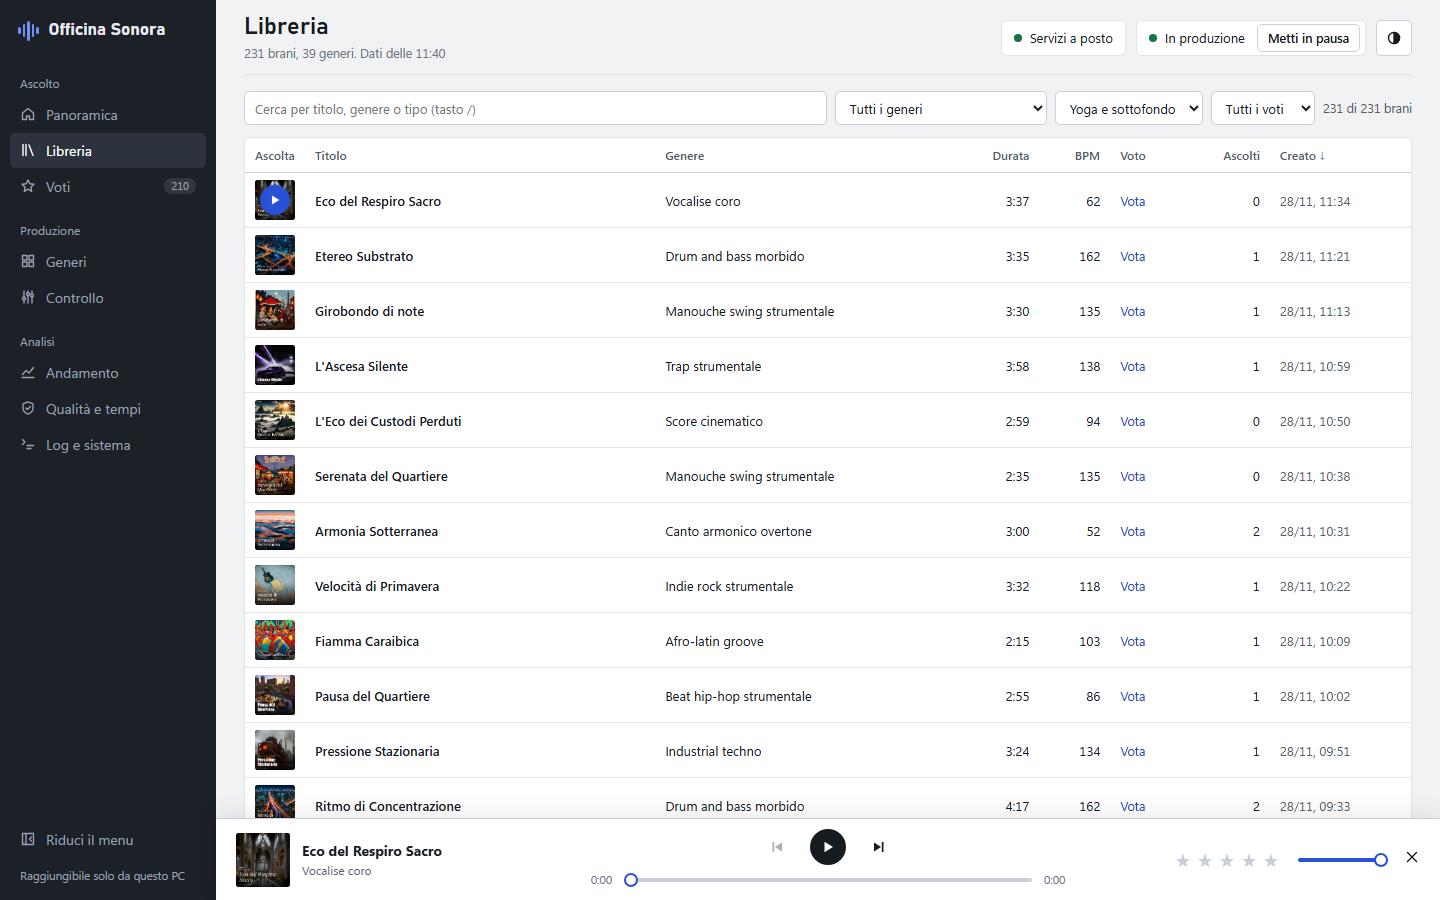 Officina Sonora
Ascolto
Panoramica
Libreria
Voti 210
Produzione
Generi
Controllo
Analisi
Andamento
Qualità e tempi
Log e sistema
Riduci il menu
Raggiungibile solo da questo PC
Libreria
231 brani, 39 generi. Dati delle 11:40
Servizi a posto
In produzione Metti in pausa
Cerca per titolo, genere o tipo (tasto /) Tutti i generi Yoga e sottofondo Tutti i voti 231 di 231 brani
Ascolta Titolo Genere Durata BPM Voto Ascolti Creato ↓
Eco del Respiro Sacro Vocalise coro 3:37 62 Vota 0 28/11, 11:34
Etereo Substrato Drum and bass morbido 3:35 162 Vota 1 28/11, 11:21
Girobondo di note Manouche swing strumentale 3:30 135 Vota 1 28/11, 11:13
L'Ascesa Silente Trap strumentale 3:58 138 Vota 1 28/11, 10:59
L'Eco dei Custodi Perduti Score cinematico 2:59 94 Vota 0 28/11, 10:50
Serenata del Quartiere Manouche swing strumentale 2:35 135 Vota 0 28/11, 10:38
Armonia Sotterranea Canto armonico overtone 3:00 52 Vota 2 28/11, 10:31
Velocità di Primavera Indie rock strumentale 3:32 118 Vota 1 28/11, 10:22
Fiamma Caraibica Afro-latin groove 2:15 103 Vota 1 28/11, 10:09
Pausa del Quartiere Beat hip-hop strumentale 2:55 86 Vota 1 28/11, 10:02
Pressione Stazionaria Industrial techno 3:24 134 Vota 1 28/11, 09:51
Ritmo di Concentrazione Drum and bass morbido 4:17 162 Vota 2 28/11, 09:33
Eco del Respiro Sacro
Vocalise coro
0:00 0:00